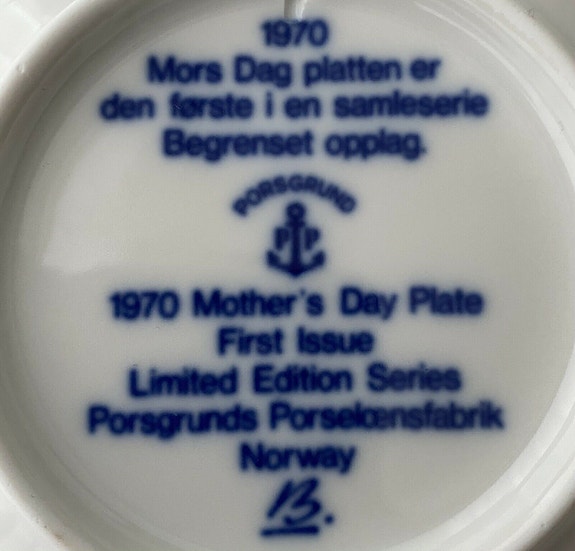 1970
Mors Dag platten er
den første i en samleserie
Begrenset opplag.
PORSGRUND
P P
1970 Mother's Day Plate
First Issue
Limited Edition Series
Porsgrunds Porselænsfabrik
Norway
B.